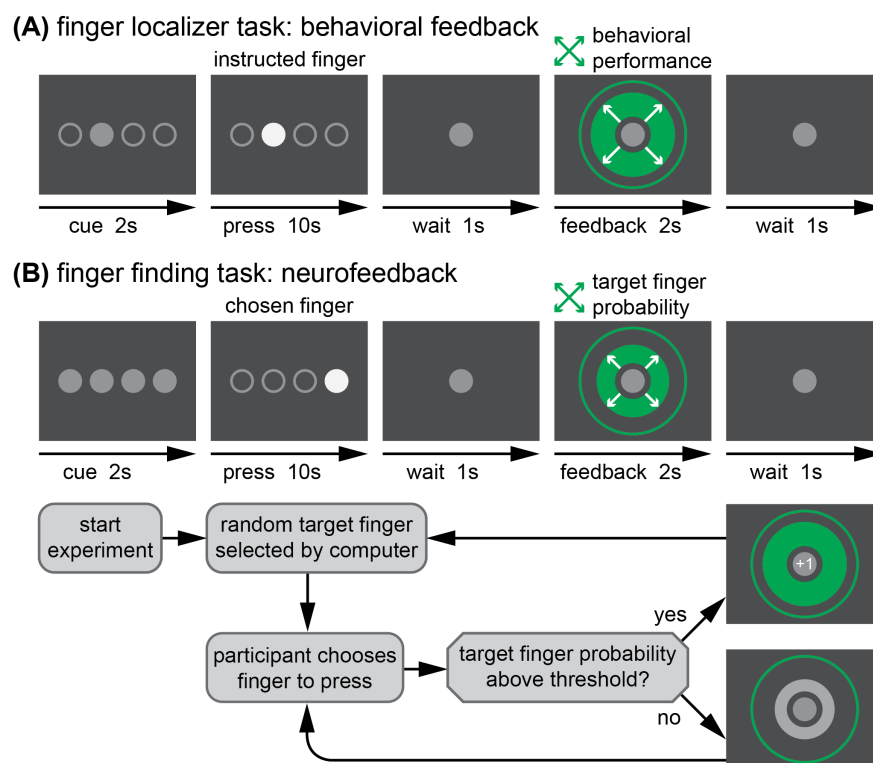 (A) finger localizer task: behavioral feedback
instructed finger
behavioral
performance
cue 2s
press 10s
wait 1s
feedback 2s
wait 1s
(B) finger finding task: neurofeedback
chosen finger
target finger
probability
cue 2s
press 10s
wait 1s
feedback 2s
wait 1s
start
experiment
random target finger
selected by computer
+1
yes
participant chooses
finger to press
target finger probability
above threshold?
no